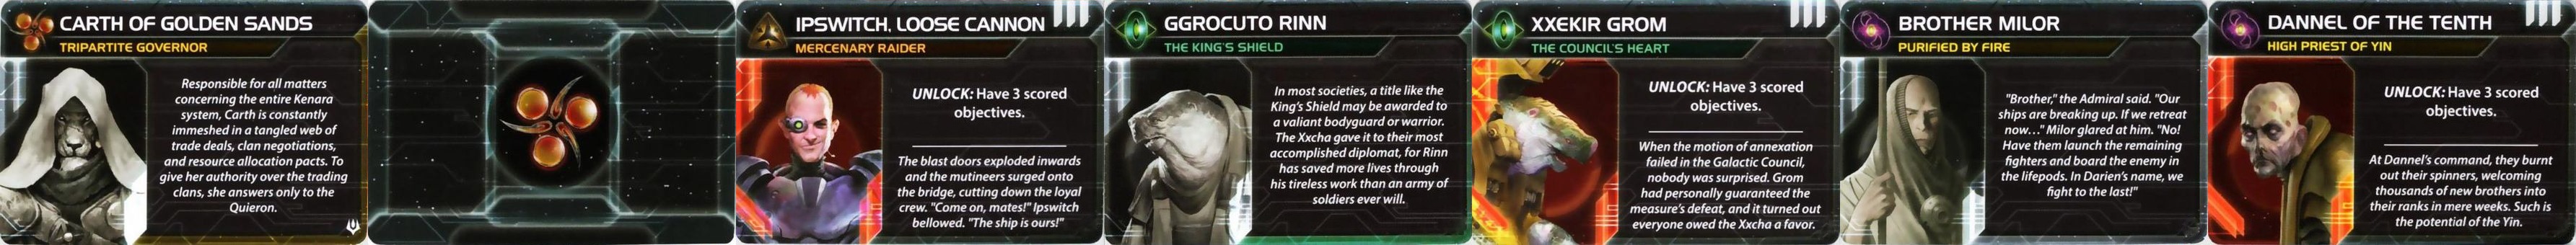 CARTH OF GOLDEN SANDS
TRIPARTITE GOVERNOR
Responsible for all matters
concerning the entire Kenara
system, Carth is constantly
immeshed in a tangled web of
trade deals, clan negotiations,
and resource allocation pacts. To
give her authority over the trading
clans, she answers only to the
Quieron.
IPSWITCH, LOOSE CANNON
MERCENARY RAIDER
UNLOCK: Have 3 scored
objectives.
The blast doors exploded inwards
and the mutineers surged onto
the bridge, cutting down the loyal
crew. "Come on, mates!" Ipswitch
bellowed. "The ship is ours!"
GGROCUTO RINN
THE KING'S SHIELD
In most societies, a title like the
King's Shield may be awarded to
a valiant bodyguard or warrior.
The Xxcha gave it to their most
accomplished diplomat, for Rinn
has saved more lives through
his tireless work than an army of
soldiers ever will.
XXEKIR GROM
THE COUNCIL'S HEART
UNLOCK: Have 3 scored
objectives.
When the motion of annexation
failed in the Galactic Council,
nobody was surprised. Grom
had personally guaranteed the
measure's defeat, and it turned out
everyone owed the Xxcha a favor.
BROTHER MILOR
PURIFIED BY FIRE
"Brother," the Admiral said. "Our
ships are breaking up. If we retreat
now…" Milor glared at him. "No!
Have them launch the remaining
fighters and board the enemy in
the lifepods. In Darien's name, we
fight to the last!"
DANNEL OF THE TENTH
HIGH PRIEST OF YIN
UNLOCK: Have 3 scored
objectives.
At Dannel's command, they burnt
out their spinners, welcoming
thousands of new brothers into
their ranks in mere weeks. Such is
the potential of the Yin.